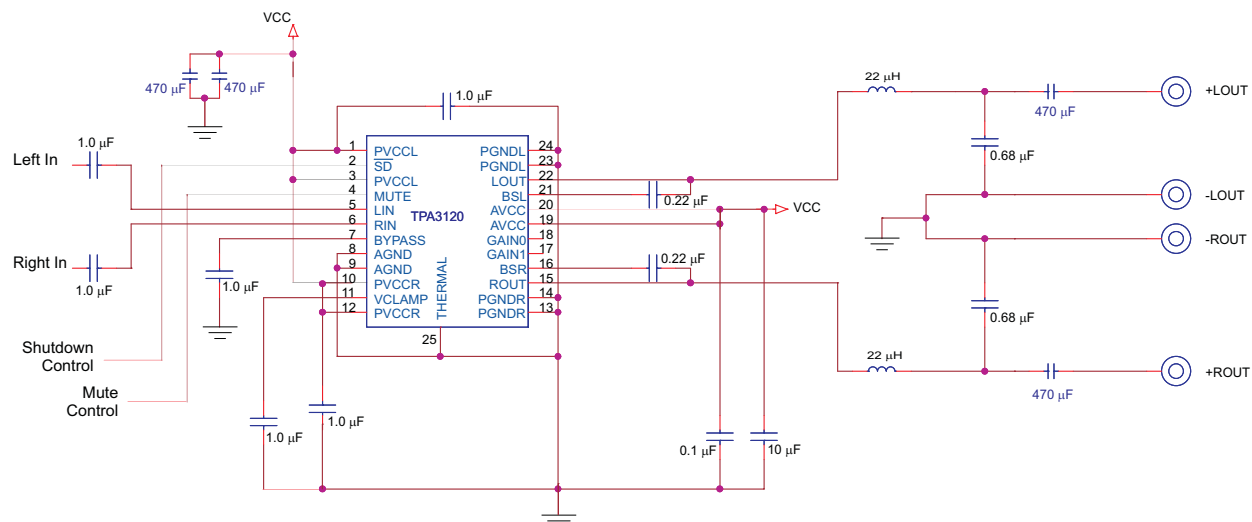 VCC
470 μF
470 μF
1.0 μF
22 μH
470 μF
+LOUT
0.68 μF
-LOUT
-ROUT
0.68 μF
22 μH
470 μF
+ROUT
Left In
1.0 μF
Right In
1.0 μF
1.0 μF
Shutdown
Control
Mute
Control
1.0 μF
1.0 μF
1 PVCCL
2 SD
3 PVCCL
4 MUTE
5 LIN
6 RIN
7 BYPASS
8 AGND
9 AGND
10 PVCCR
11 VCLAMP
12 PVCCR
TPA3120
THERMAL
25
PGNDL 24
PGNDL 23
LOUT 22
BSL 21
AVCC 20
AVCC 19
GAIN0 18
GAIN1 17
BSR 16
ROUT 15
PGNDR 14
PGNDR 13
0.22 μF
VCC
0.22 μF
0.1 μF
10 μF